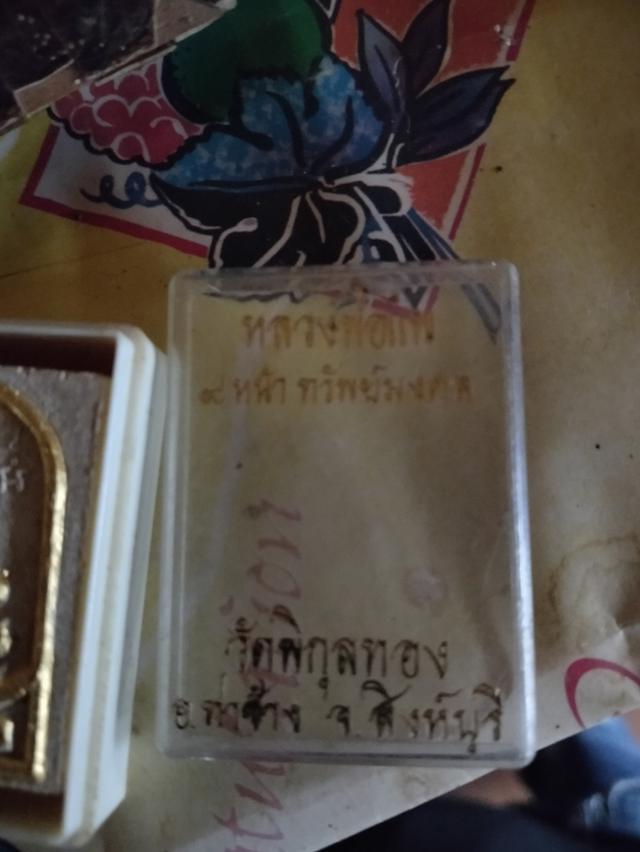 หลวงพ่อแพ
๙ หน้า ทรัพย์มงคล
วัดพิกุลทอง
อ.ท่าช้าง จ.สิงห์บุรี